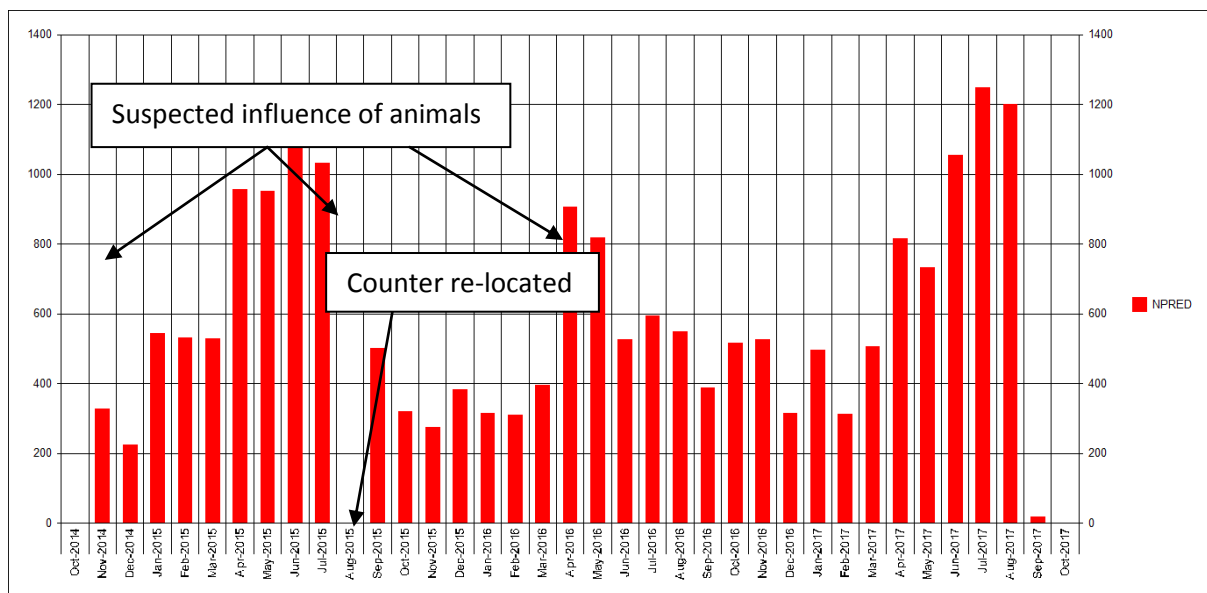 1400
1200
1000
800
600
400
200
0
Suspected influence of animals
Counter re-located
1400
1200
1000
800
600
400
200
0
NPRED
Oct-2014
Nov-2014
Dec-2014
Jan-2015
Feb-2015
Mar-2015
Apr-2015
May-2015
Jun-2015
Jul-2015
Aug-2015
Sep-2015
Oct-2015
Nov-2015
Dec-2015
Jan-2016
Feb-2016
Mar-2016
Apr-2016
May-2016
Jun-2016
Jul-2016
Aug-2016
Sep-2016
Oct-2016
Nov-2016
Dec-2016
Jan-2017
Feb-2017
Mar-2017
Apr-2017
May-2017
Jun-2017
Jul-2017
Aug-2017
Sep-2017
Oct-2017